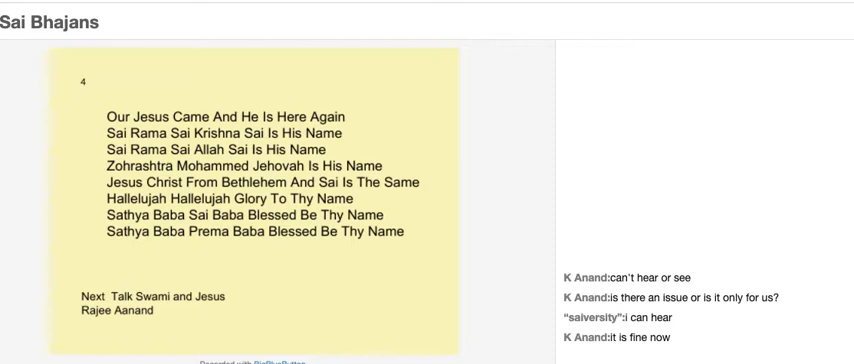 Sai Bhajans
4
Our Jesus Came And He Is Here Again
Sai Rama Sai Krishna Sai Is His Name
Sai Rama Sai Allah Sai Is His Name
Zohrashtra Mohammed Jehovah Is His Name
Jesus Christ From Bethlehem And Sai Is The Same
Hallelujah Hallelujah Glory To Thy Name
Sathya Baba Sai Baba Blessed Be Thy Name
Sathya Baba Prema Baba Blessed Be Thy Name
Next  Talk Swami and Jesus
Rajee Aanand
Recorded with BigBlueButton
K Anand:can't hear or see
K Anand:is there an issue or is it only for us?
“saiversity”:i can hear
K Anand:it is fine now